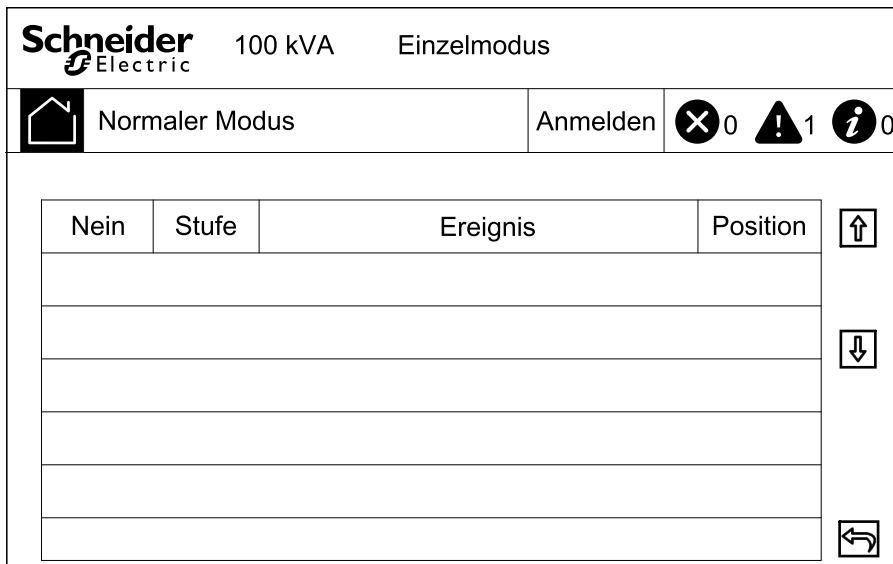 Schneider Electric 100 kVA Einzelmodus
Normaler Modus Anmelden 0 1 0
Nein Stufe Ereignis Position